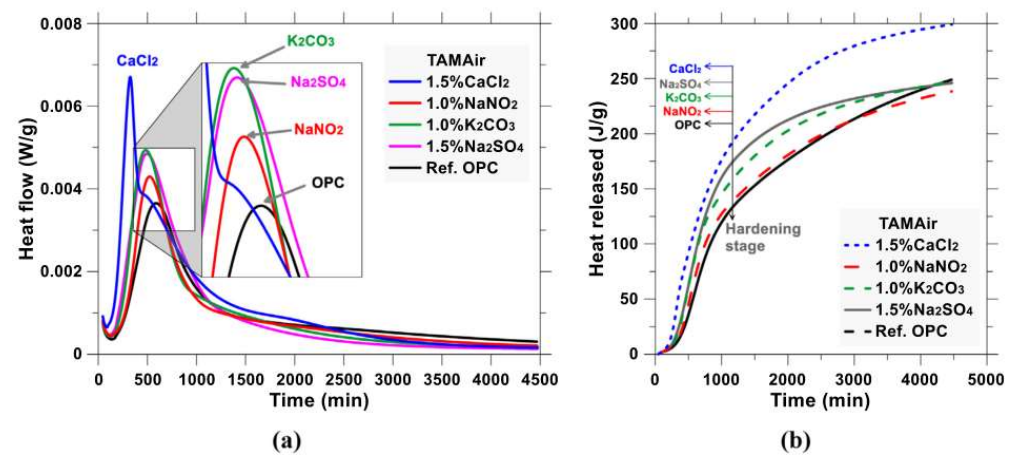 0.008
0.006
0.004
0.002
0
Heat flow (W/g)
CaCl₂
K₂CO₃
Na₂SO₄
NaNO₂
OPC
TAMAir
1.5%CaCl₂
1.0%NaNO₂
1.0%K₂CO₃
1.5%Na₂SO₄
Ref. OPC
0 500 1000 1500 2000 2500 3000 3500 4000 4500
Time (min)
(a)
300
250
200
150
100
50
0
Heat released (J/g)
CaCl₂
Na₂SO₄
K₂CO₃
NaNO₂
OPC
Hardening
stage
TAMAir
1.5%CaCl₂
1.0%NaNO₂
1.0%K₂CO₃
1.5%Na₂SO₄
Ref. OPC
0 1000 2000 3000 4000 5000
Time (min)
(b)